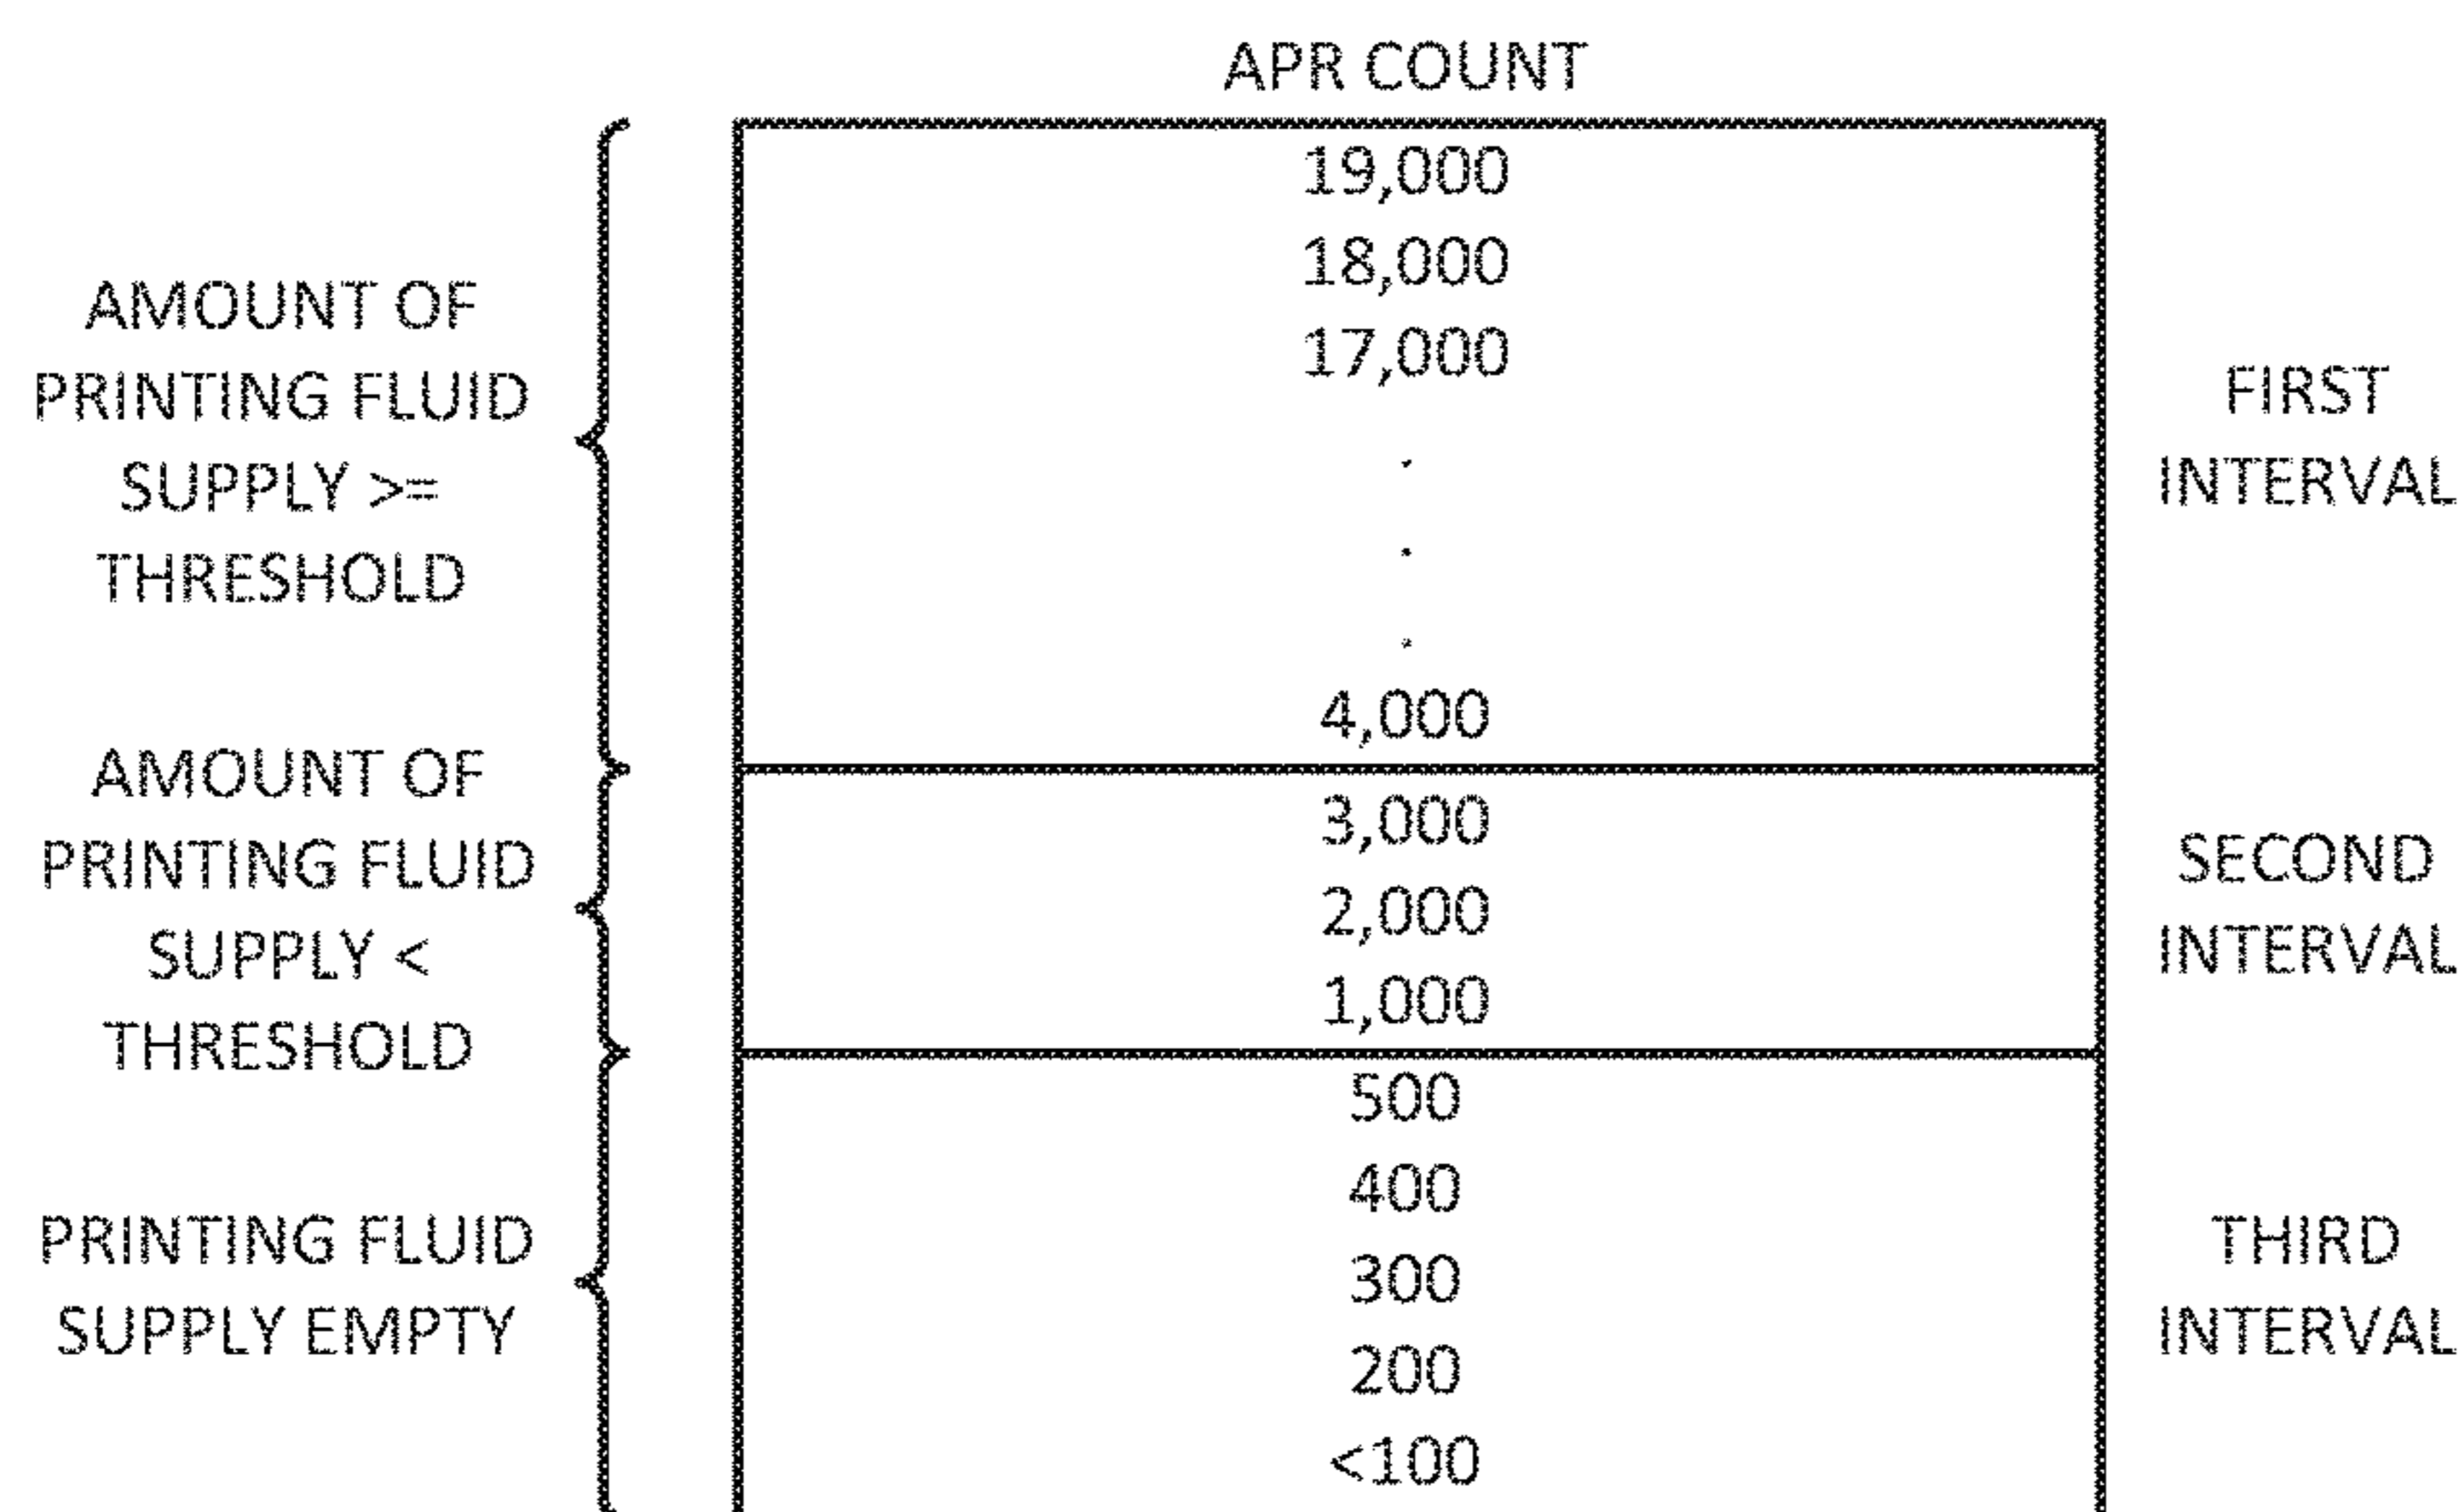 APR COUNT
AMOUNT OF
PRINTING FLUID
SUPPLY >=
THRESHOLD
19,000
18,000
17,000
.
.
.
4,000
FIRST
INTERVAL
AMOUNT OF
PRINTING FLUID
SUPPLY <
THRESHOLD
3,000
2,000
1,000
SECOND
INTERVAL
PRINTING FLUID
SUPPLY EMPTY
500
400
300
200
<100
THIRD
INTERVAL